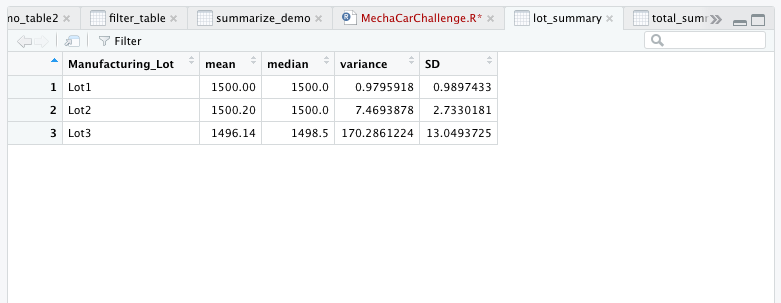 mo_table2 × filter_table × summarize_demo × MechaCarChallenge.R* × lot_summary × total_sumr
Filter
Manufacturing_Lot mean median variance SD
1 Lot1 1500.00 1500.0 0.9795918 0.9897433
2 Lot2 1500.20 1500.0 7.4693878 2.7330181
3 Lot3 1496.14 1498.5 170.2861224 13.0493725